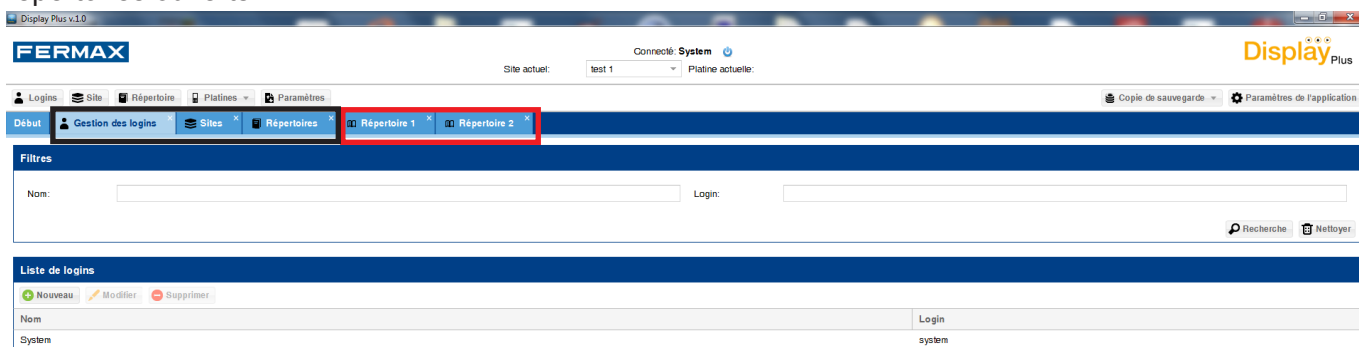 Display Plus v.1.0
FERMAX
Connecté: System
Display Plus
Site actuel: test 1 Platine actuelle:
Logins Site Répertoire Platines Paramètres Copie de sauvegarde Paramètres de l'application
Début Gestion des logins Sites Répertoires Répertoire 1 Répertoire 2
Filtres
Nom: Login:
Recherche Nettoyer
Liste de logins
Nouveau Modifier Supprimer
Nom Login
System system